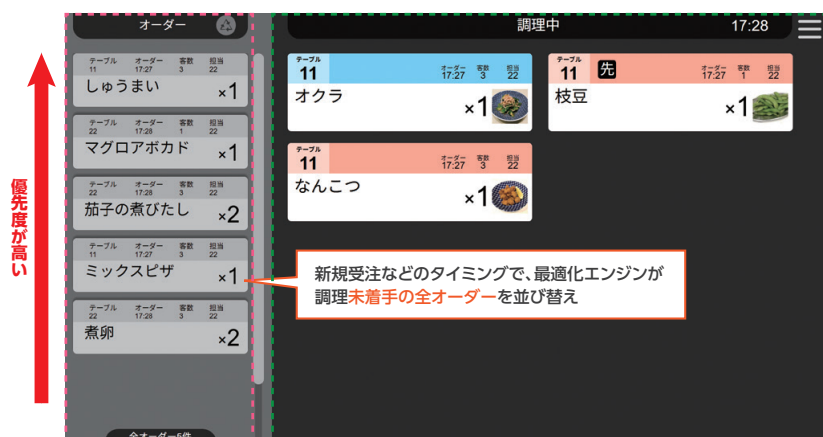 オーダー
調理中
17:28
優先度が高い
テーブル オーダー 客数 担当
11 17:27 3 22
しゅうまい ×1
テーブル オーダー 客数 担当
22 17:28 1 22
マグロアボカド ×1
テーブル オーダー 客数 担当
22 17:28 3 22
茄子の煮びたし ×2
テーブル オーダー 客数 担当
11 17:27 3 22
ミックスピザ ×1
テーブル オーダー 客数 担当
22 17:28 3 22
煮卵 ×2
全オーダー5件
テーブル オーダー 客数 担当
11 17:27 3 22
オクラ ×1
テーブル オーダー 客数 担当
11 先 17:27 1 22
枝豆 ×1
テーブル オーダー 客数 担当
11 17:27 3 22
なんこつ ×1
新規受注などのタイミングで、最適化エンジンが
調理未着手の全オーダーを並び替え